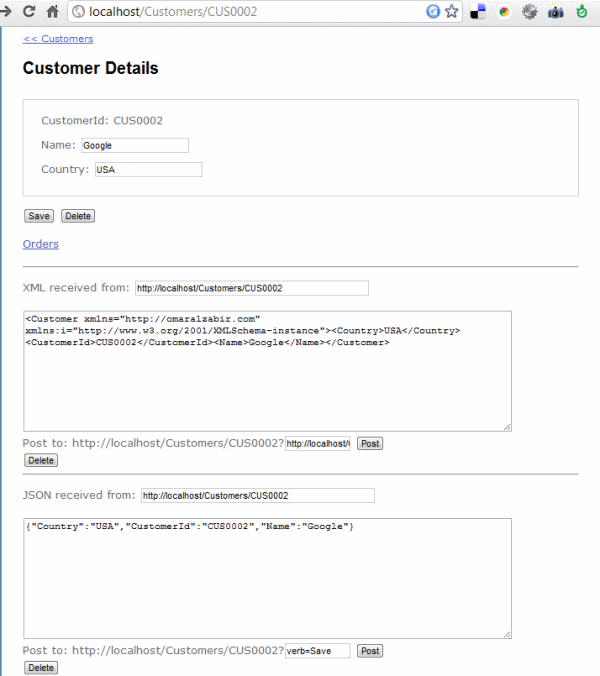 localhost/Customers/CUS0002
<< Customers
Customer Details
CustomerId: CUS0002
Name: Google
Country: USA
Save Delete
Orders
XML received from: http://localhost/Customers/CUS0002
<Customer xmlns="http://omaralzabir.com"
xmlns:i="http://www.w3.org/2001/XMLSchema-instance"><Country>USA</Country>
<CustomerId>CUS0002</CustomerId><Name>Google</Name></Customer>
Post to: http://localhost/Customers/CUS0002? http://localhost/ Post
Delete
JSON received from: http://localhost/Customers/CUS0002
{"Country":"USA","CustomerId":"CUS0002","Name":"Google"}
Post to: http://localhost/Customers/CUS0002? verb=Save Post
Delete